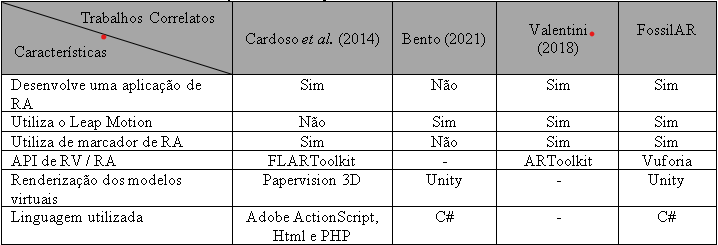 Trabalhos Correlatos
Características
Cardoso et al. (2014)
Bento (2021)
Valentini
(2018)
FossilAR
Desenvolve uma aplicação de
RA
Sim
Não
Sim
Sim
Utiliza o Leap Motion
Não
Sim
Sim
Sim
Utiliza de marcador de RA
Sim
Não
Sim
Sim
API de RV / RA
FLARToolkit
-
ARToolkit
Vuforia
Renderização dos modelos
virtuais
Papervision 3D
Unity
-
Unity
Linguagem utilizada
Adobe ActionScript,
Html e PHP
C#
-
C#